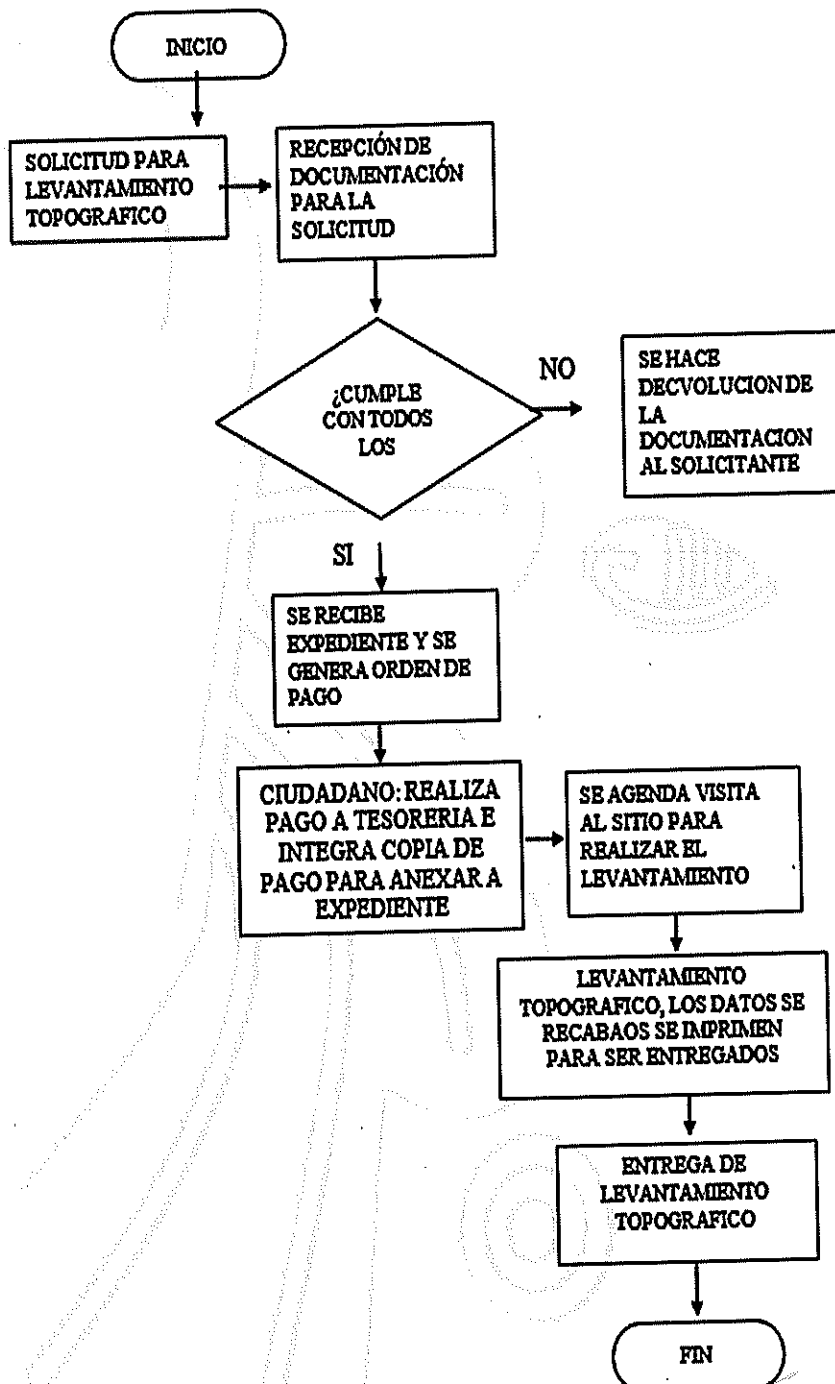 INICIO
SOLICITUD PARA
LEVANTAMIENTO
TOPOGRAFICO
RECEPCIÓN DE
DOCUMENTACIÓN
PARA LA
SOLICITUD
¿CUMPLE
CON TODOS
LOS
NO
SE HACE
DECVOLUCION DE
LA
DOCUMENTACION
AL SOLICITANTE
SI
SE RECIBE
EXPEDIENTE Y SE
GENERA ORDEN DE
PAGO
CIUDADANO: REALIZA
PAGO A TESORERIA E
INTEGRA COPIA DE
PAGO PARA ANEXAR A
EXPEDIENTE
SE AGENDA VISITA
AL SITIO PARA
REALIZAR EL
LEVANTAMIENTO
LEVANTAMIENTO
TOPOGRAFICO, LOS DATOS SE
RECABAOS SE IMPRIMEN
PARA SER ENTREGADOS
ENTREGA DE
LEVANTAMIENTO
TOPOGRAFICO
FIN